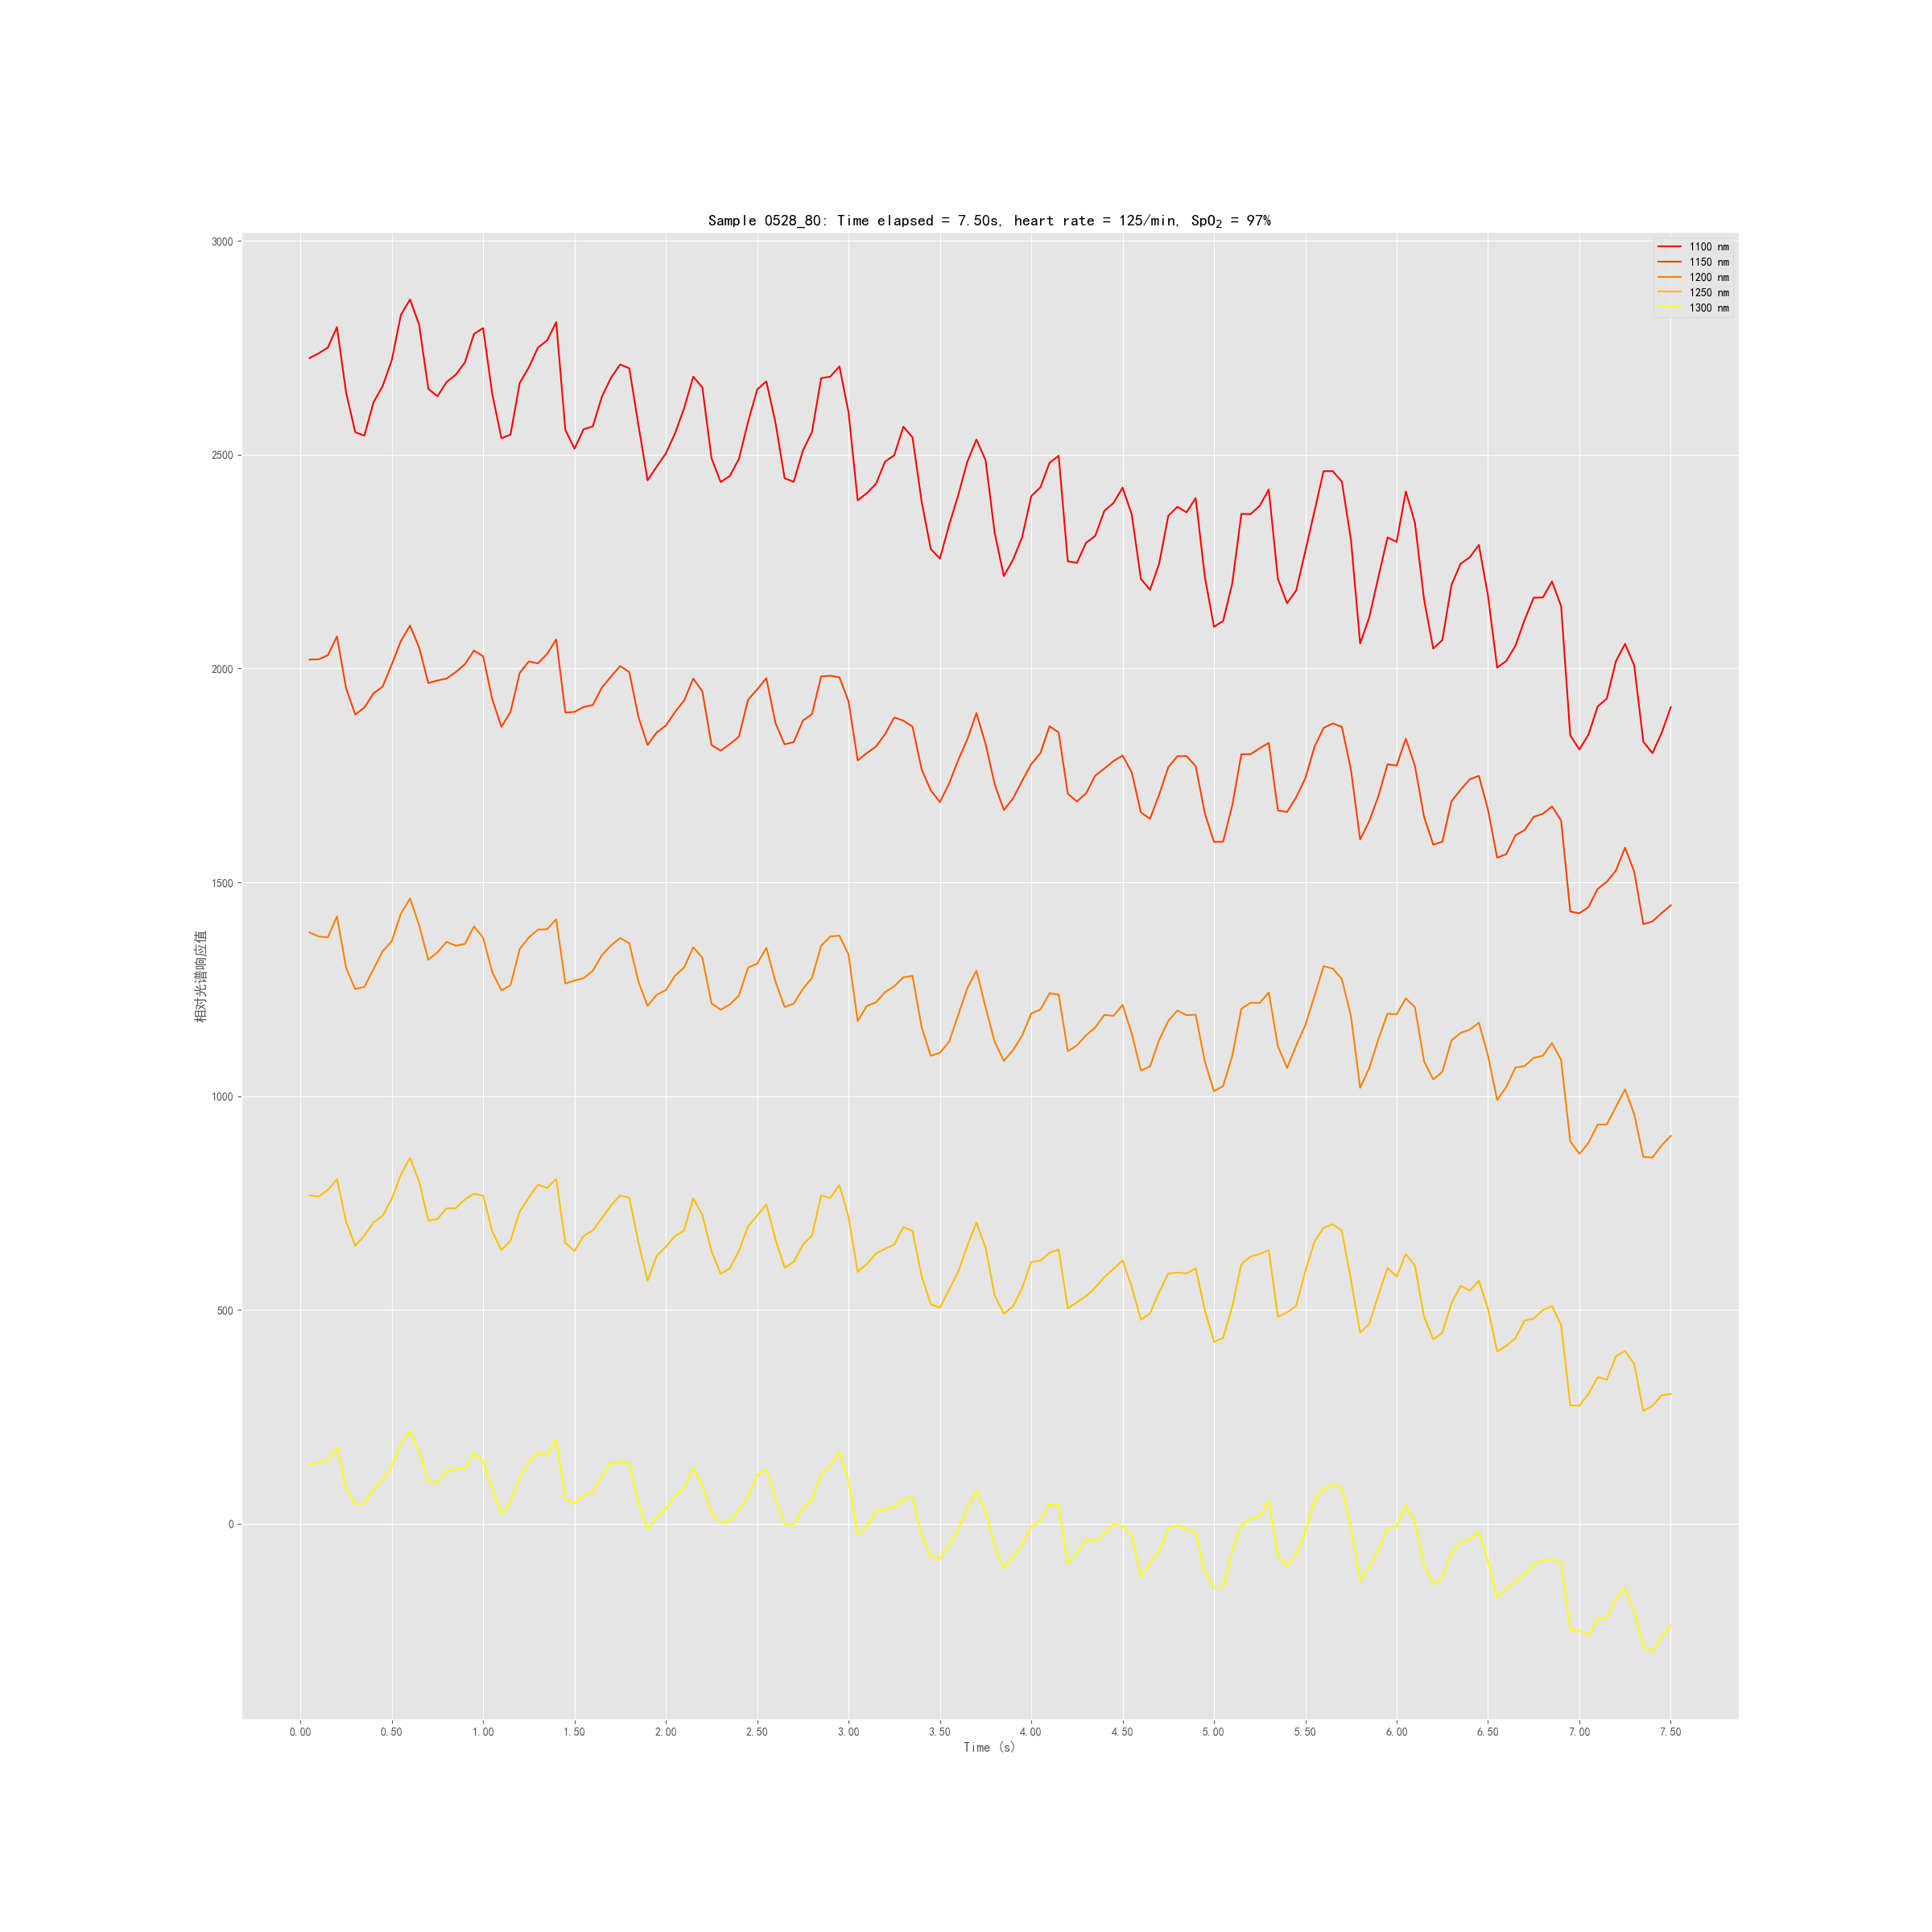 Sample 0528_80: Time elapsed = 7.50s, heart rate = 125/min, SpO₂ = 97%
1100 nm
1150 nm
1200 nm
1250 nm
1300 nm
3000
2500
2000
1500
1000
500
0
相对光谱响应值
0.00 0.50 1.00 1.50 2.00 2.50 3.00 3.50 4.00 4.50 5.00 5.50 6.00 6.50 7.00 7.50
Time (s)